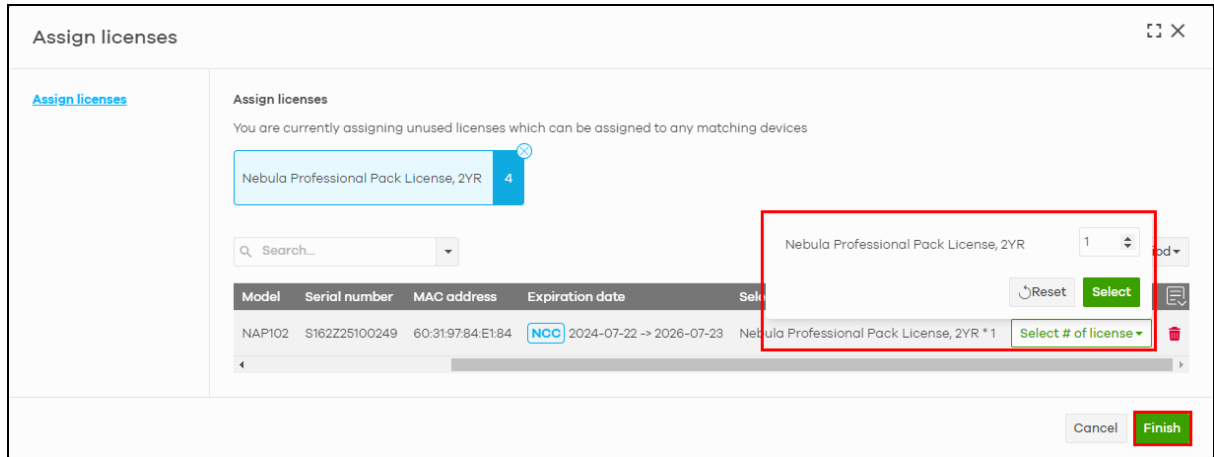 Assign licenses
Assign licenses
Assign licenses
You are currently assigning unused licenses which can be assigned to any matching devices
Nebula Professional Pack License, 2YR 4
Search...
Nebula Professional Pack License, 2YR 1
Reset Select
Model Serial number MAC address Expiration date
NAP102 S162Z25100249 60:31:97:84:E1:84 NCC 2024-07-22 -> 2026-07-23 Nebula Professional Pack License, 2YR * 1 Select # of license
Cancel Finish